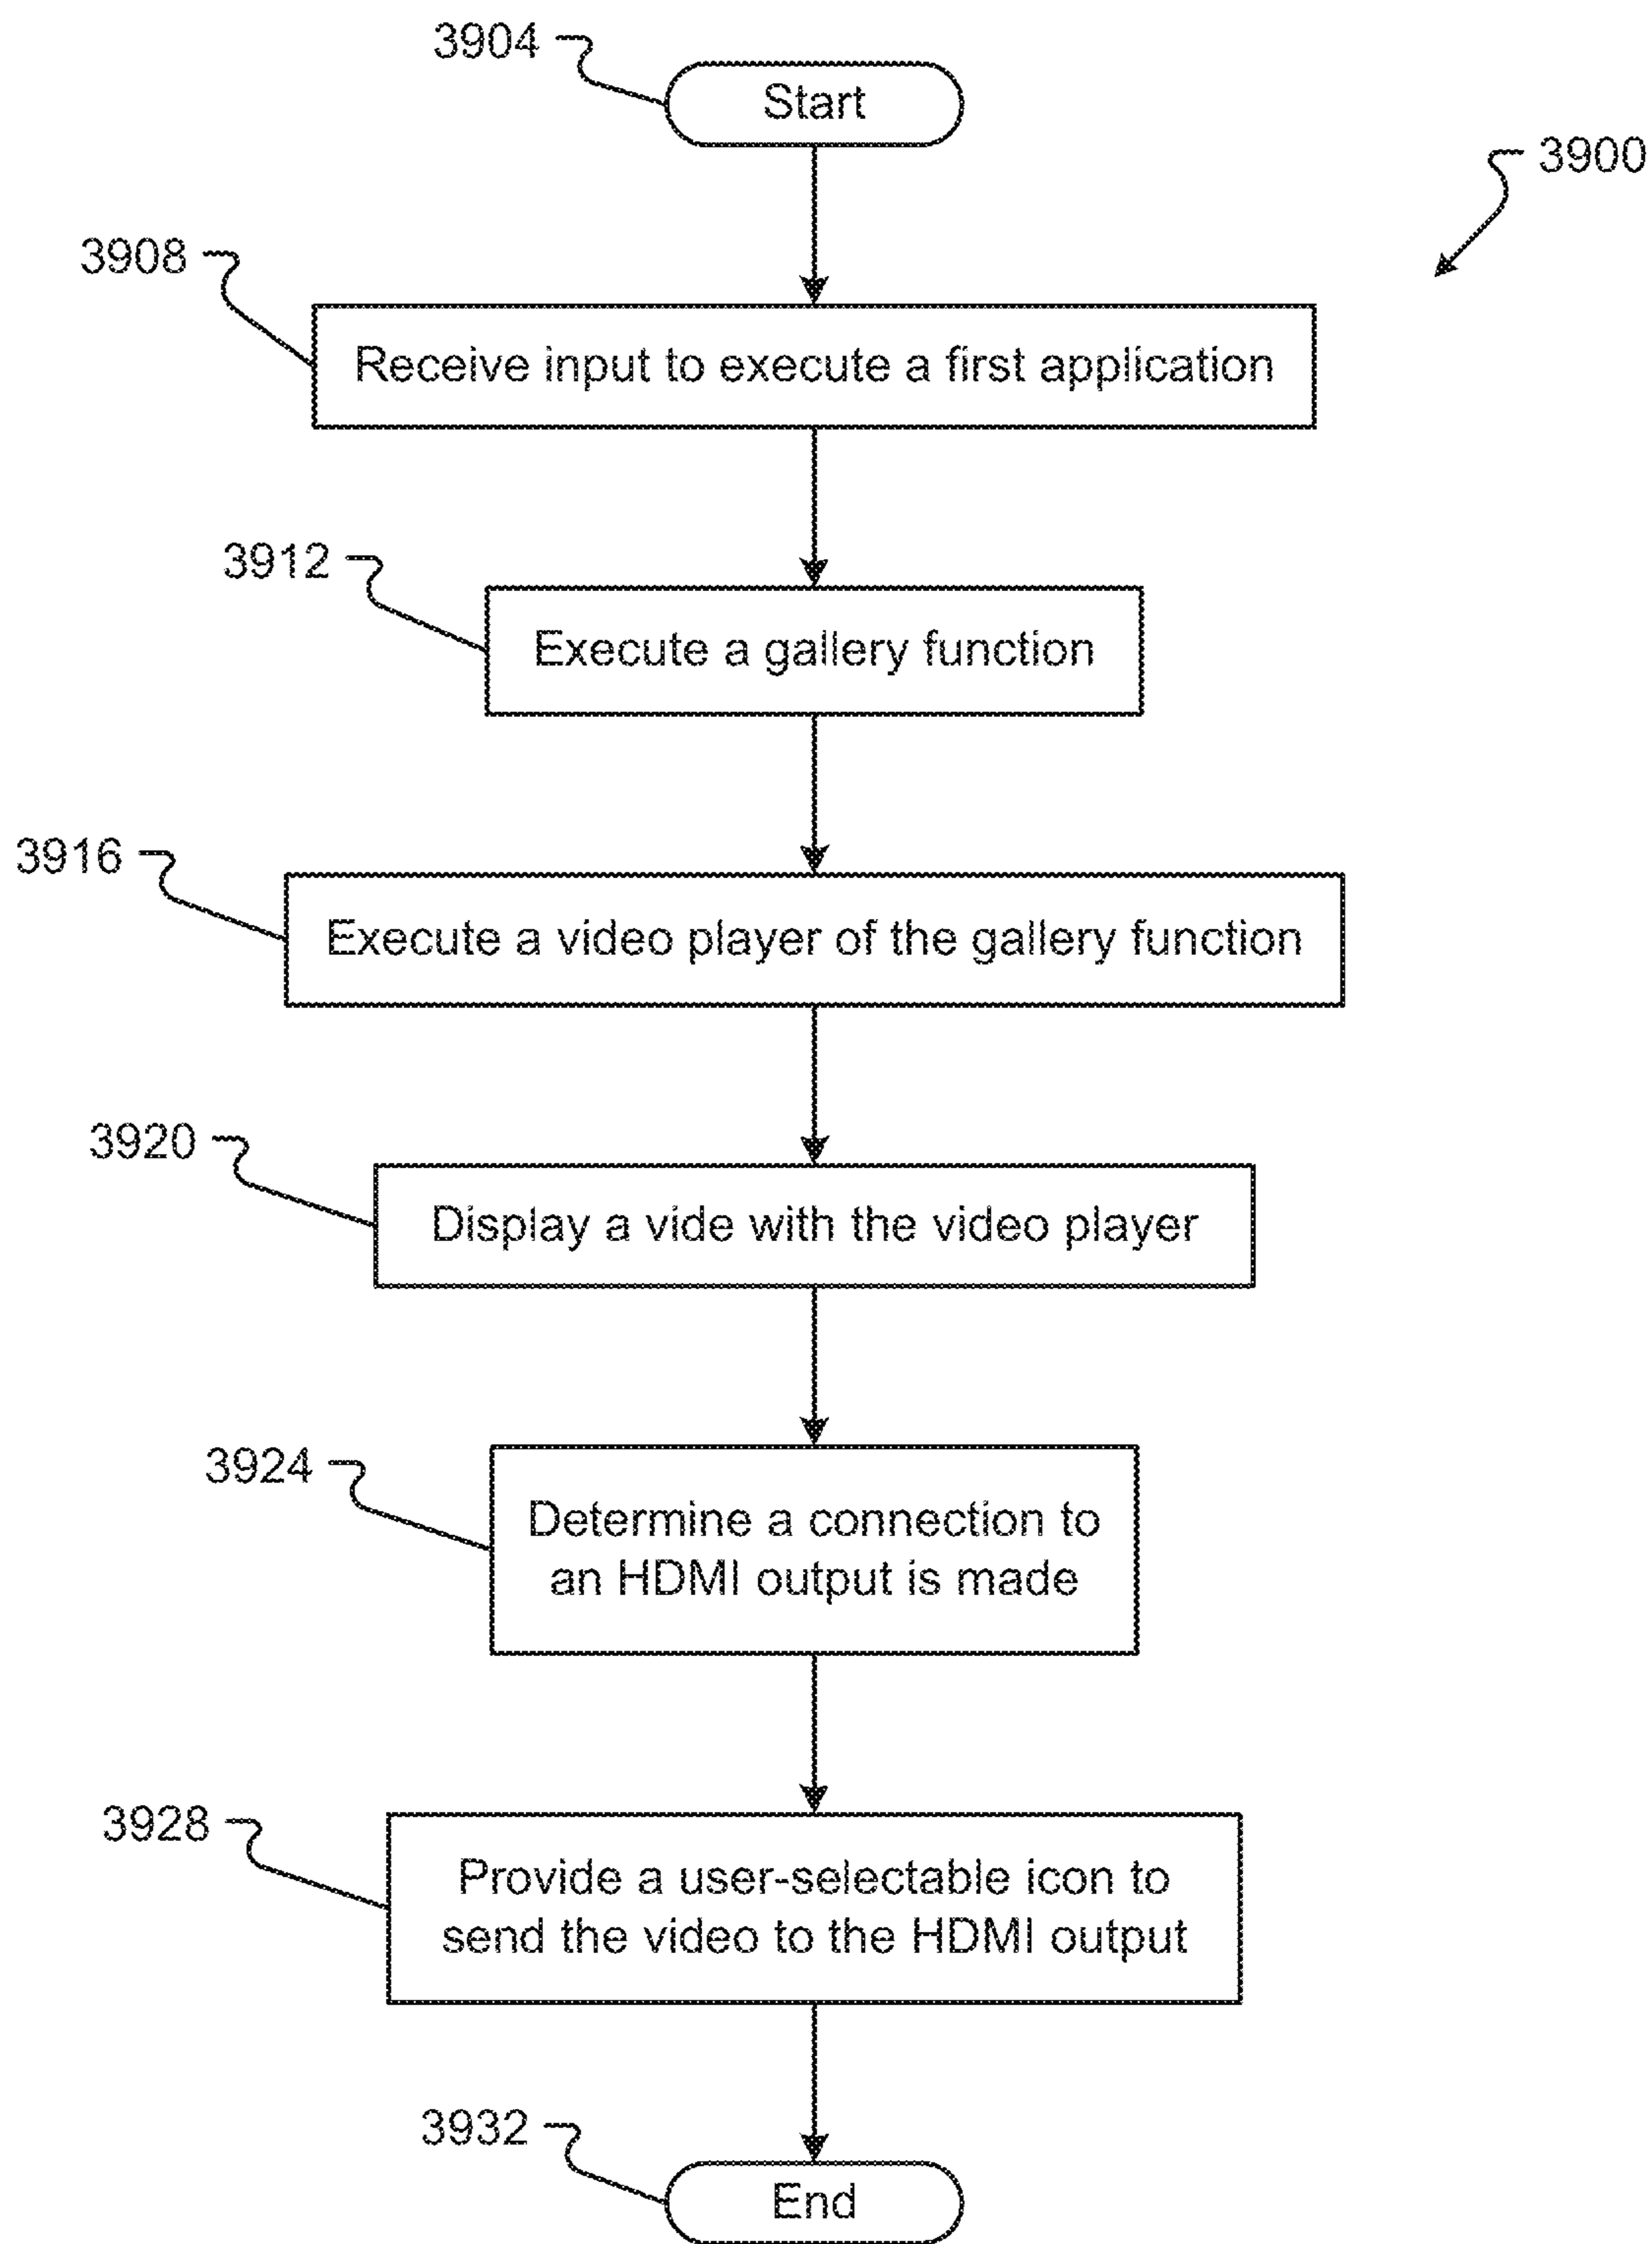 3904
Start
3900
3908
Receive input to execute a first application
3912
Execute a gallery function
3916
Execute a video player of the gallery function
3920
Display a vide with the video player
3924
Determine a connection to
an HDMI output is made
3928
Provide a user-selectable icon to
send the video to the HDMI output
3932
End